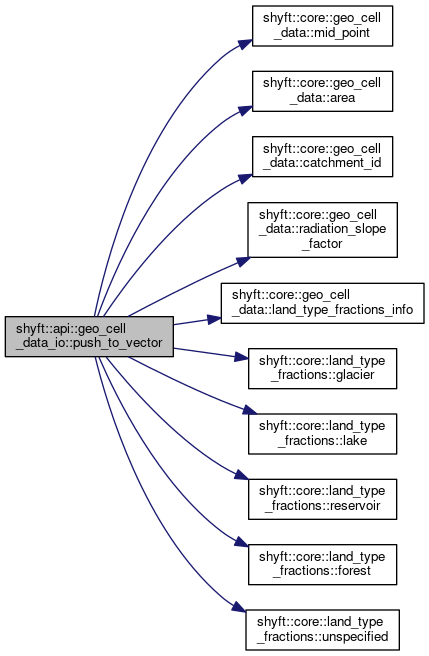 shyft::core::geo_cell
_data::mid_point
shyft::core::geo_cell
_data::area
shyft::core::geo_cell
_data::catchment_id
shyft::core::geo_cell
_data::radiation_slope
_factor
shyft::core::geo_cell
_data::land_type_fractions_info
shyft::api::geo_cell
_data_io::push_to_vector
shyft::core::land_type
_fractions::glacier
shyft::core::land_type
_fractions::lake
shyft::core::land_type
_fractions::reservoir
shyft::core::land_type
_fractions::forest
shyft::core::land_type
_fractions::unspecified